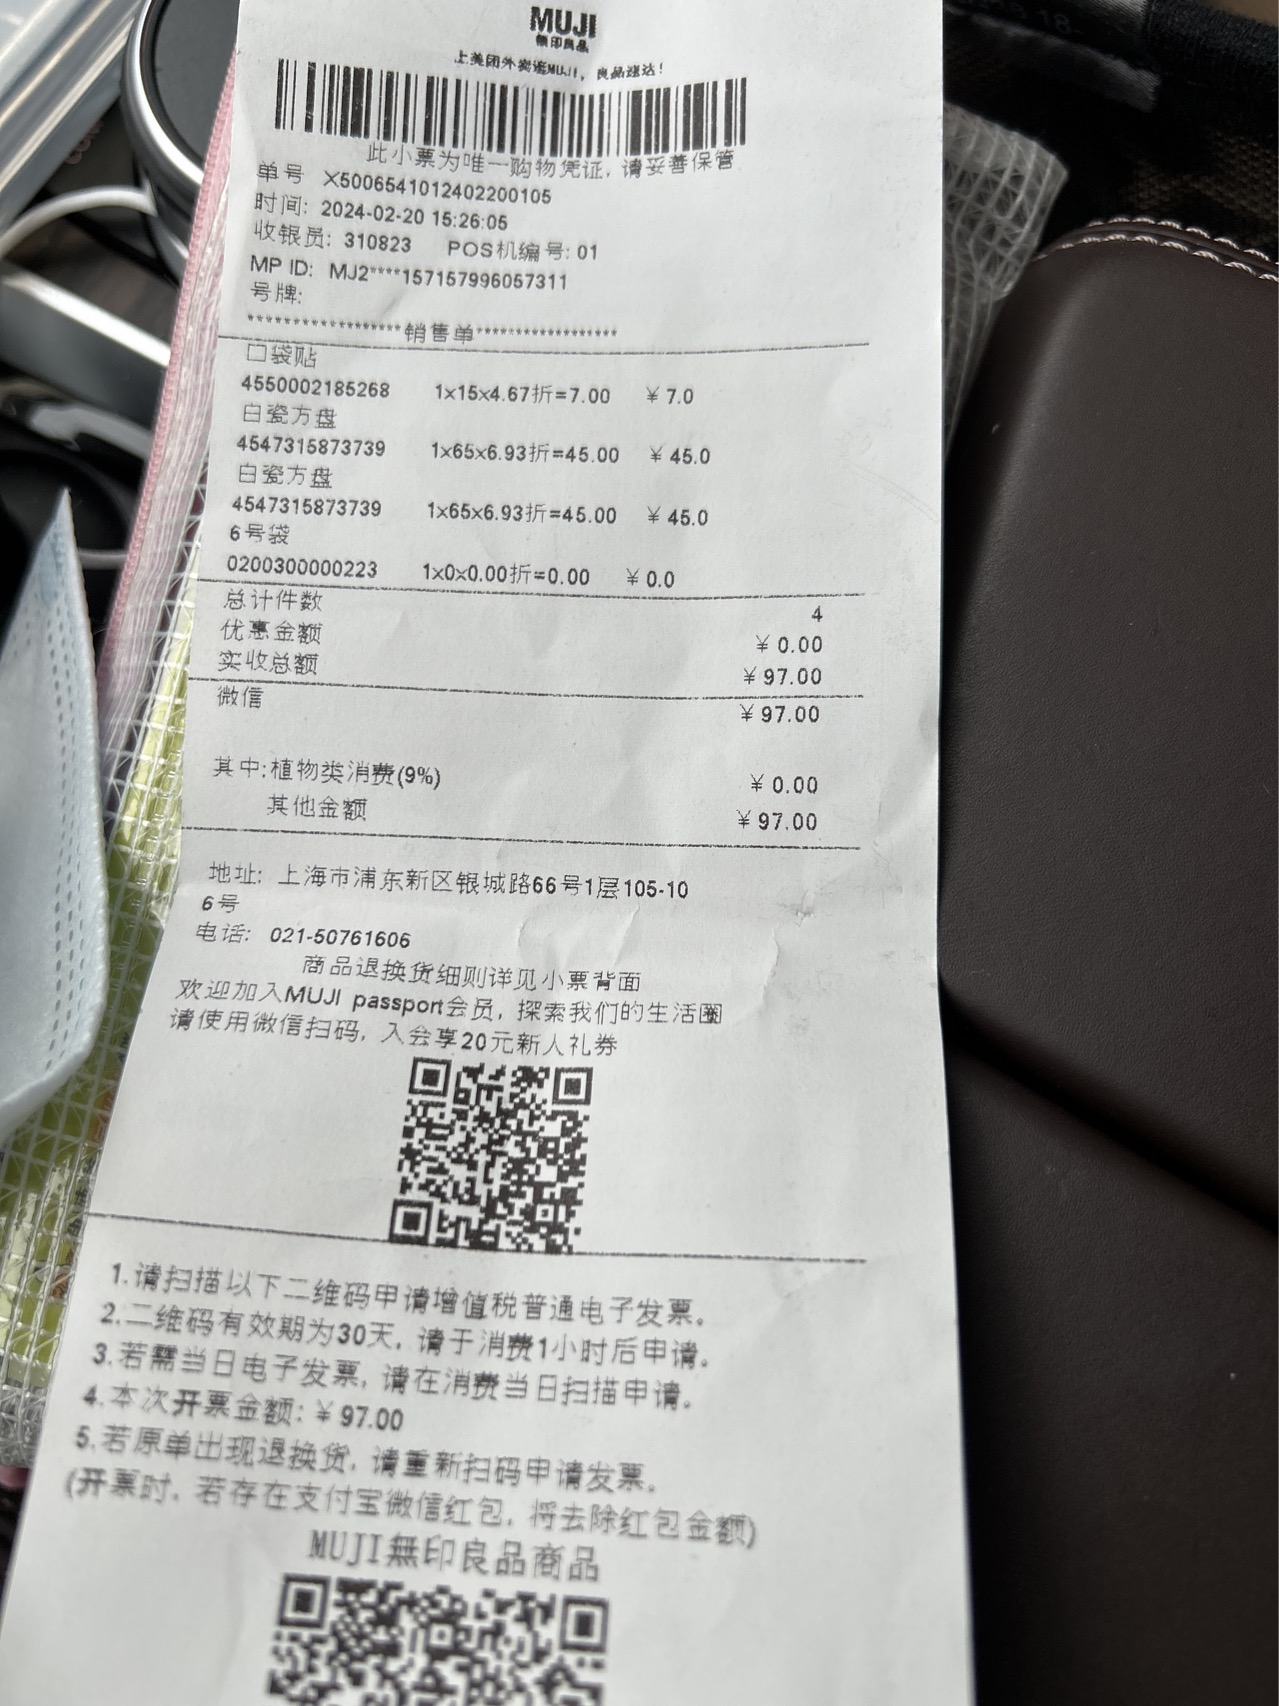 MUJI
無印良品
上美团外卖逛MUJI，良品速达！
此小票为唯一购物凭证，请妥善保管
单号 X5006541012402200105
时间: 2024-02-20 15:26:05
收银员: 310823 POS机编号: 01
MP ID: MJ2****157157996057311
号牌:
******************销售单*****************
口袋贴
4550002185268 1x15x4.67折=7.00 ￥7.0
白瓷方盘
4547315873739 1x65x6.93折=45.00 ￥45.0
白瓷方盘
4547315873739 1x65x6.93折=45.00 ￥45.0
6号袋
0200300000223 1x0x0.00折=0.00 ￥0.0
总计件数 4
优惠金额 ￥0.00
实收总额 ￥97.00
微信 ￥97.00
其中:植物类消费(9%) ￥0.00
其他金额 ￥97.00
地址: 上海市浦东新区银城路66号1层105-10
6号
电话: 021-50761606
商品退换货细则详见小票背面
欢迎加入MUJI passport会员，探索我们的生活圈
请使用微信扫码，入会享20元新人礼券
1.请扫描以下二维码申请增值税普通电子发票。
2.二维码有效期为30天，请于消费1小时后申请。
3.若需当日电子发票，请在消费当日扫描申请。
4.本次开票金额: ￥97.00
5.若原单出现退换货，请重新扫码申请发票。
(开票时，若存在支付宝微信红包，将去除红包金额)
MUJI無印良品商品